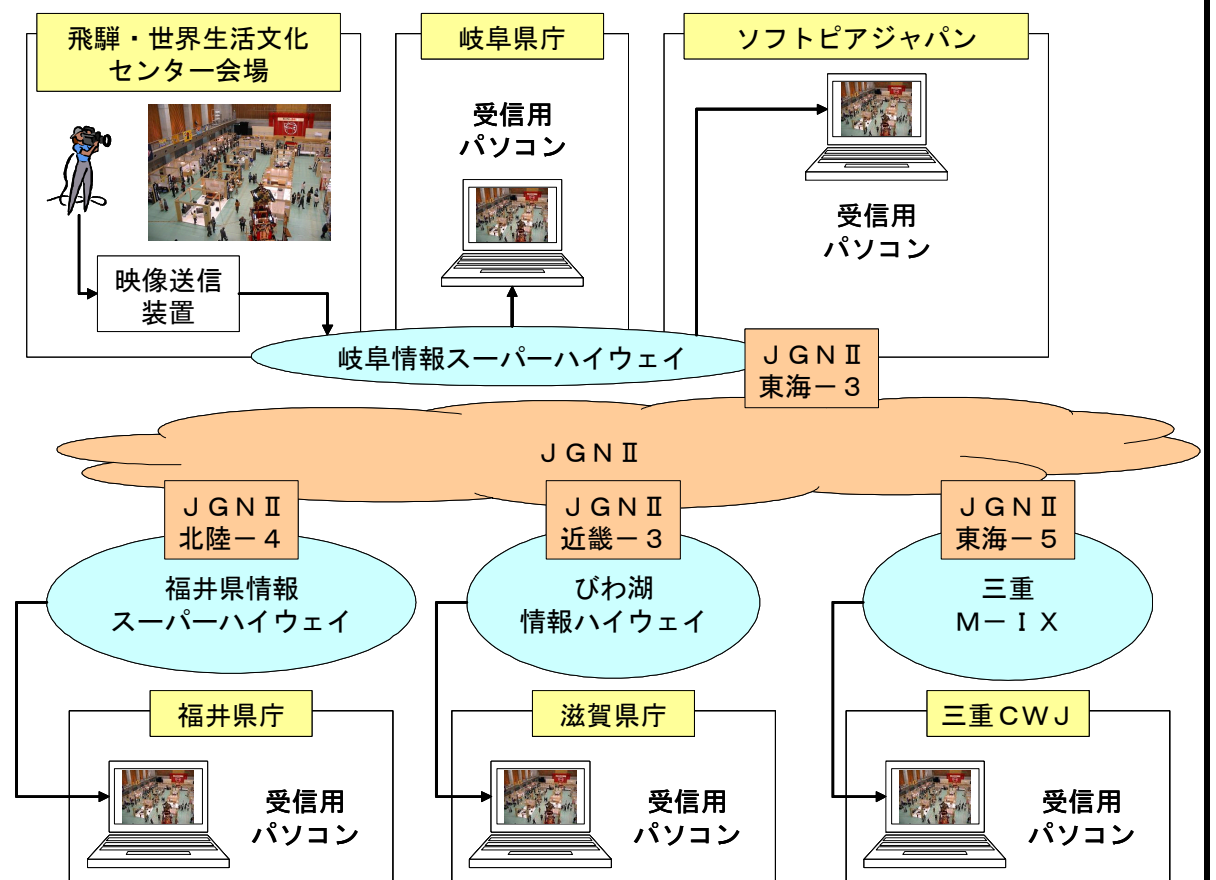 飛騨・世界生活文化
センター会場
岐阜県庁
ソフトピアジャパン
受信用
パソコン
受信用
パソコン
映像送信
装置
岐阜情報スーパーハイウェイ
ＪＧＮⅡ
東海－３
ＪＧＮⅡ
ＪＧＮⅡ
北陸－４
ＪＧＮⅡ
近畿－３
ＪＧＮⅡ
東海－５
福井県情報
スーパーハイウェイ
びわ湖
情報ハイウェイ
三重
Ｍ－ＩＸ
福井県庁
滋賀県庁
三重ＣＷＪ
受信用
パソコン
受信用
パソコン
受信用
パソコン